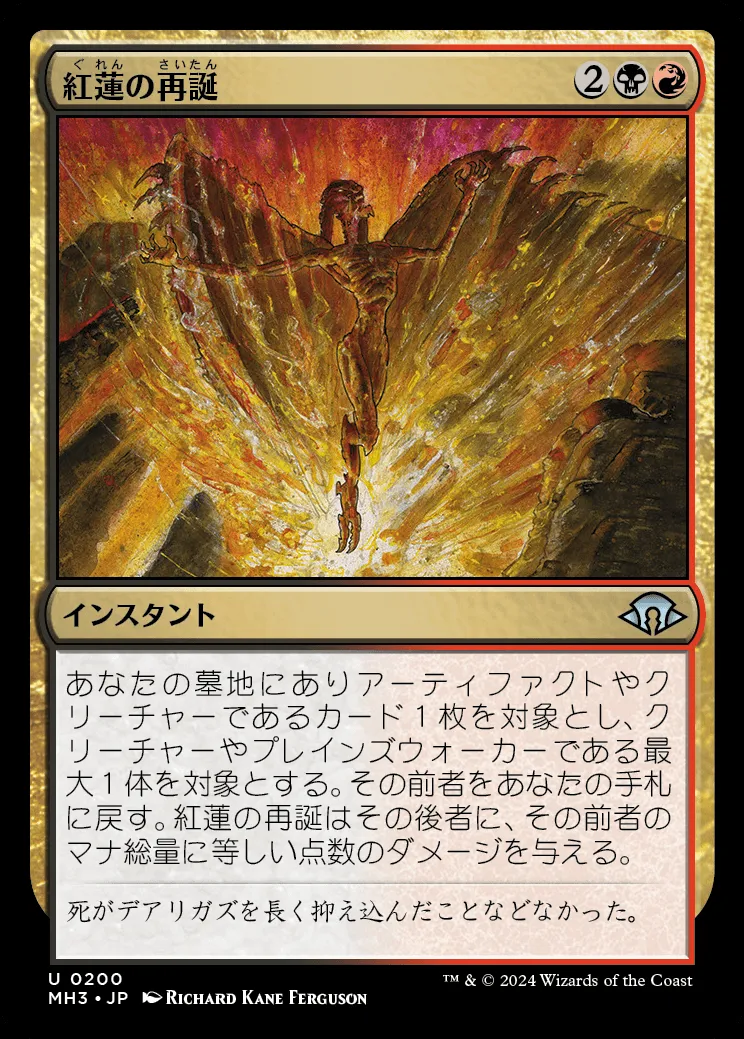 ぐれん さいたん
紅蓮の再誕 2
インスタント
あなたの墓地にありアーティファクトやク
リーチャーであるカード１枚を対象とし、ク
リーチャーやプレインズウォーカーである最
大１体を対象とする。その前者をあなたの手札
に戻す。紅蓮の再誕はその後者に、その前者の
マナ総量に等しい点数のダメージを与える。
死がデアリガズを長く抑え込んだことなどなかった。
U 0200
MH3 • JP RICHARD KANE FERGUSON
™ & © 2024 Wizards of the Coast